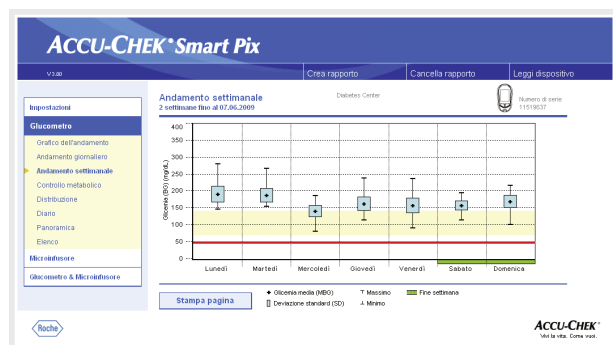 ACCU-CHEK® Smart Pix
V 3.00
Crea rapporto
Cancella rapporto
Leggi dispositivo
Impostazioni
Glucometro
Grafico dell'andamento
Andamento giornaliero
Andamento settimanale
Controllo metabolico
Distribuzione
Diario
Panoramica
Elenco
Microinfusore
Glucometro & Microinfusore
Andamento settimanale
2 settimane fino al 07.06.2009
Diabetes Center
Numero di serie
11519637
Glicemia (BG) (mg/dL)
400
350
300
250
200
150
100
50
0
Lunedì Martedì Mercoledì Giovedì Venerdì Sabato Domenica
Stampa pagina
Glicemia media (MBG) Massimo Fine settimana
Deviazione standard (SD) Minimo
Roche
ACCU-CHEK®
Vivi la vita. Come vuoi.